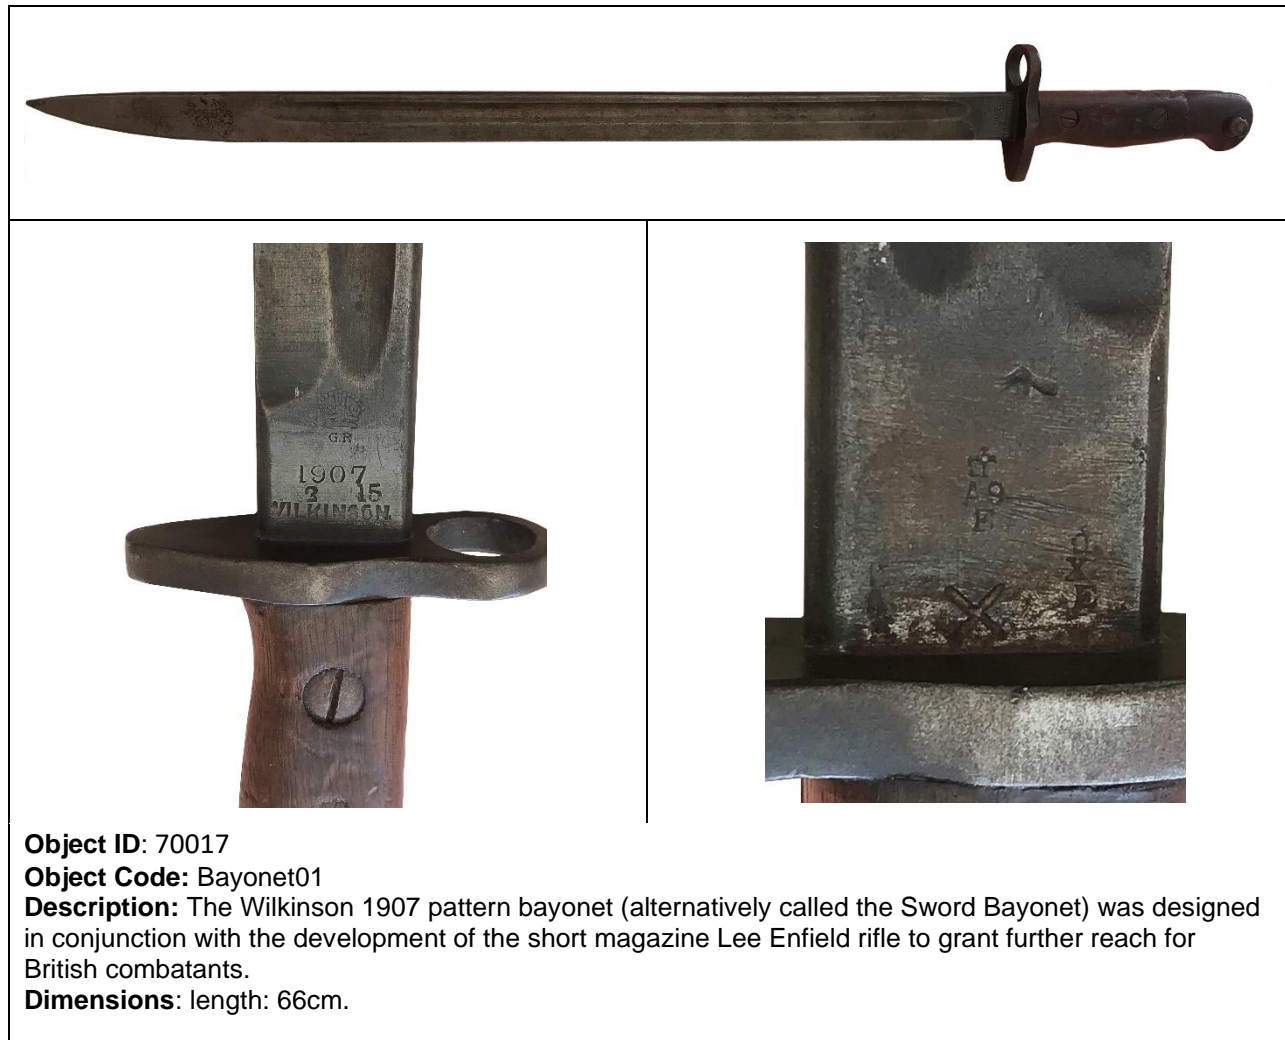 G.R
1907
3 15
WILKINSON
A 9
E
X
E
Object ID: 70017
Object Code: Bayonet01
Description: The Wilkinson 1907 pattern bayonet (alternatively called the Sword Bayonet) was designed
in conjunction with the development of the short magazine Lee Enfield rifle to grant further reach for
British combatants.
Dimensions: length: 66cm.